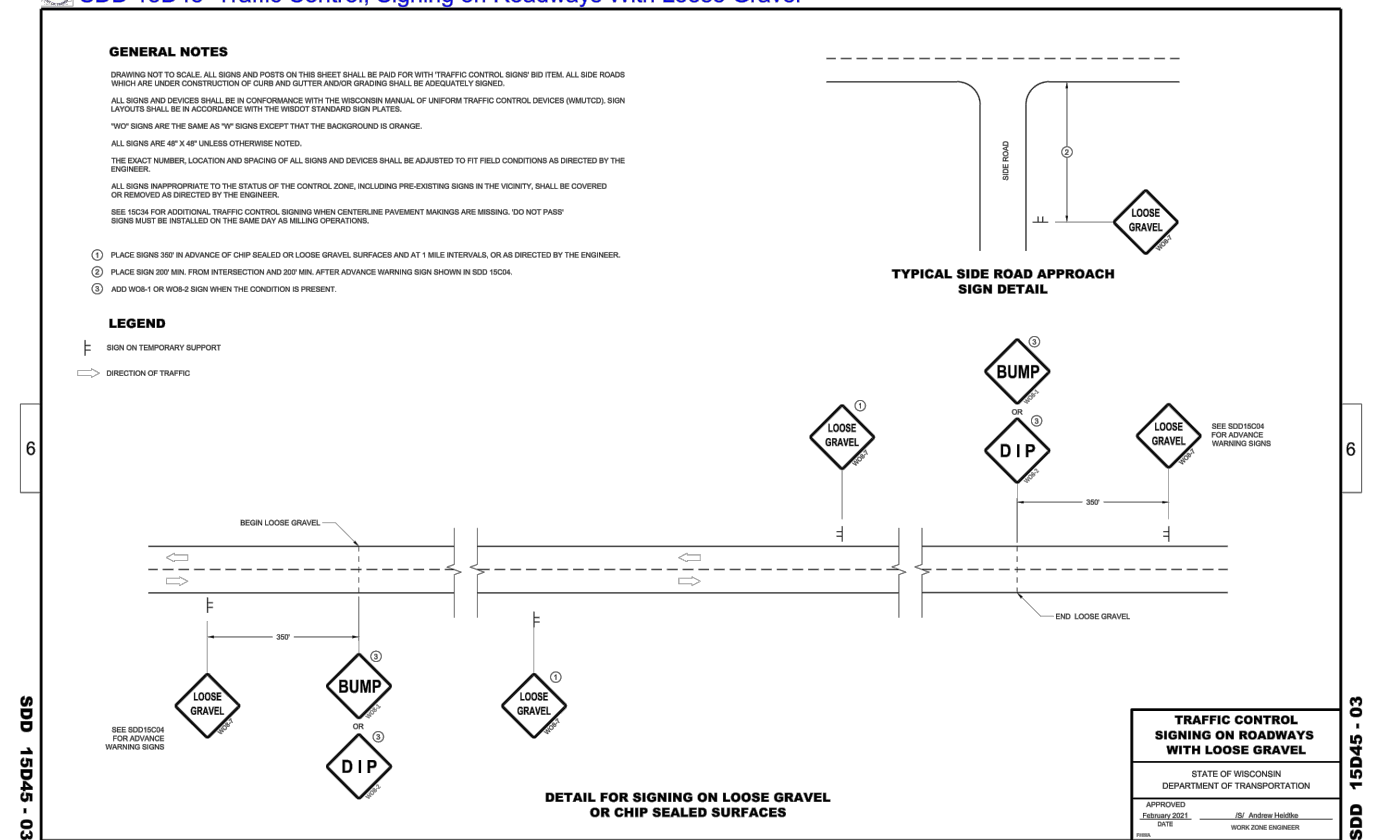 SDD 15D45 Traffic Control, Signing on Roadways With Loose Gravel
GENERAL NOTES
DRAWING NOT TO SCALE. ALL SIGNS AND POSTS ON THIS SHEET SHALL BE PAID FOR WITH 'TRAFFIC CONTROL SIGNS' BID ITEM. ALL SIDE ROADS
WHICH ARE UNDER CONSTRUCTION OF CURB AND GUTTER AND/OR GRADING SHALL BE ADEQUATELY SIGNED.
ALL SIGNS AND DEVICES SHALL BE IN CONFORMANCE WITH THE WISCONSIN MANUAL OF UNIFORM TRAFFIC CONTROL DEVICES (WMUTCD). SIGN
LAYOUTS SHALL BE IN ACCORDANCE WITH THE WISDOT STANDARD SIGN PLATES.
"WO" SIGNS ARE THE SAME AS "W" SIGNS EXCEPT THAT THE BACKGROUND IS ORANGE.
ALL SIGNS ARE 48" X 48" UNLESS OTHERWISE NOTED.
THE EXACT NUMBER, LOCATION AND SPACING OF ALL SIGNS AND DEVICES SHALL BE ADJUSTED TO FIT FIELD CONDITIONS AS DIRECTED BY THE
ENGINEER.
ALL SIGNS INAPPROPRIATE TO THE STATUS OF THE CONTROL ZONE, INCLUDING PRE-EXISTING SIGNS IN THE VICINITY, SHALL BE COVERED
OR REMOVED AS DIRECTED BY THE ENGINEER.
SEE 15C34 FOR ADDITIONAL TRAFFIC CONTROL SIGNING WHEN CENTERLINE PAVEMENT MAKINGS ARE MISSING. 'DO NOT PASS'
SIGNS MUST BE INSTALLED ON THE SAME DAY AS MILLING OPERATIONS.
1 PLACE SIGNS 350' IN ADVANCE OF CHIP SEALED OR LOOSE GRAVEL SURFACES AND AT 1 MILE INTERVALS, OR AS DIRECTED BY THE ENGINEER.
2 PLACE SIGN 200' MIN. FROM INTERSECTION AND 200' MIN. AFTER ADVANCE WARNING SIGN SHOWN IN SDD 15C04.
3 ADD WO8-1 OR WO8-2 SIGN WHEN THE CONDITION IS PRESENT.
LEGEND
SIGN ON TEMPORARY SUPPORT
DIRECTION OF TRAFFIC
SIDE ROAD
2
LOOSE
GRAVEL
WO8-7
TYPICAL SIDE ROAD APPROACH
SIGN DETAIL
3
BUMP
WO8-1
OR
3
DIP
WO8-2
1
LOOSE
GRAVEL
WO8-7
LOOSE
GRAVEL
WO8-7
SEE SDD15C04
FOR ADVANCE
WARNING SIGNS
350'
6
6
BEGIN LOOSE GRAVEL
END LOOSE GRAVEL
350'
LOOSE
GRAVEL
WO8-7
SEE SDD15C04
FOR ADVANCE
WARNING SIGNS
3
BUMP
WO8-1
OR
3
DIP
WO8-2
1
LOOSE
GRAVEL
WO8-7
DETAIL FOR SIGNING ON LOOSE GRAVEL
OR CHIP SEALED SURFACES
SDD 15D45 - 03
SDD 15D45 - 03
TRAFFIC CONTROL
SIGNING ON ROADWAYS
WITH LOOSE GRAVEL
STATE OF WISCONSIN
DEPARTMENT OF TRANSPORTATION
APPROVED
February 2021 /S/ Andrew Heidtke
DATE WORK ZONE ENGINEER
FHWA